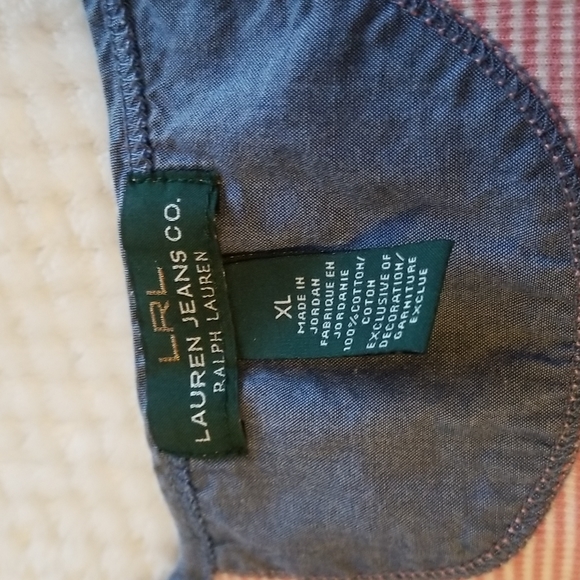 LRL
LAUREN JEANS CO.
RALPH LAUREN
XL
MADE IN
JORDAN
FABRIQUE EN
JORDANIE
100% COTTON/
COTON
EXCLUSIVE OF
DECORATION/
GARNITURE
EXCLUE